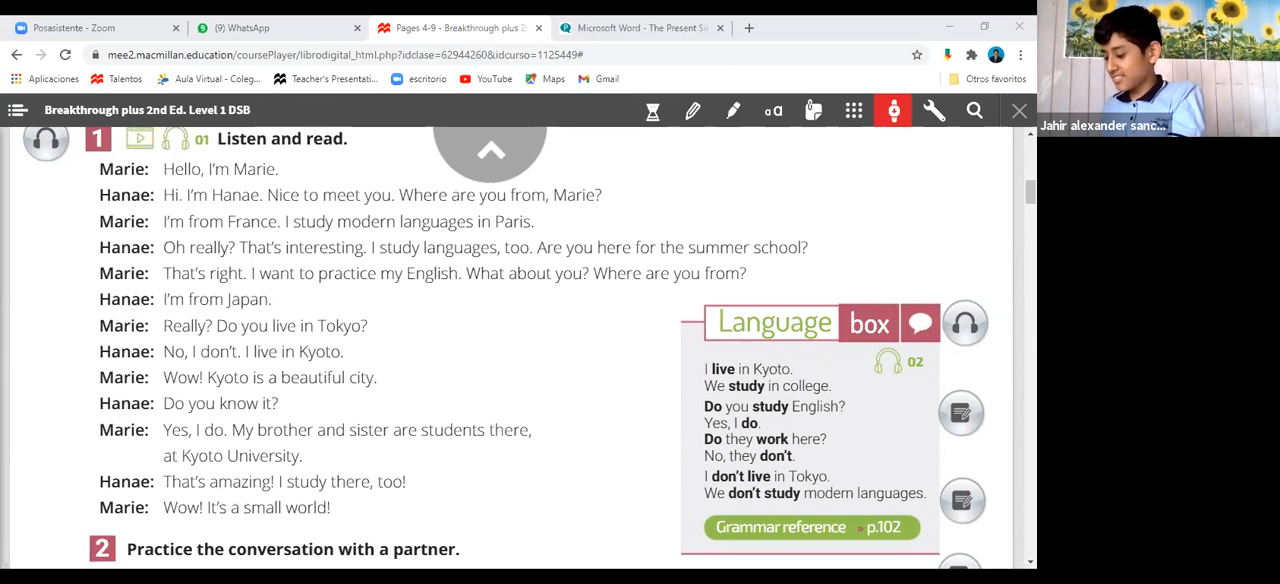 Posasistente - Zoom
(9) WhatsApp
Pages 4-9 - Breakthrough plus 2
Microsoft Word - The Present Si
mee2.macmillan.education/coursePlayer/librodigital_html.php?idclase=62944260&idcurso=1125449#
Aplicaciones Talentos Aula Virtual - Coleg... Teacher's Presentati... escritorio YouTube Maps Gmail Otros favoritos
Breakthrough plus 2nd Ed. Level 1 DSB
aa
Jahir alexander sanc...
1 01 Listen and read.
Marie: Hello, I'm Marie.
Hanae: Hi. I'm Hanae. Nice to meet you. Where are you from, Marie?
Marie: I'm from France. I study modern languages in Paris.
Hanae: Oh really? That's interesting. I study languages, too. Are you here for the summer school?
Marie: That's right. I want to practice my English. What about you? Where are you from?
Hanae: I'm from Japan.
Marie: Really? Do you live in Tokyo?
Hanae: No, I don't. I live in Kyoto.
Marie: Wow! Kyoto is a beautiful city.
Hanae: Do you know it?
Marie: Yes, I do. My brother and sister are students there,
at Kyoto University.
Hanae: That's amazing! I study there, too!
Marie: Wow! It's a small world!
2 Practice the conversation with a partner.
Language box
02
I live in Kyoto.
We study in college.
Do you study English?
Yes, I do.
Do they work here?
No, they don't.
I don't live in Tokyo.
We don't study modern languages.
Grammar reference » p.102